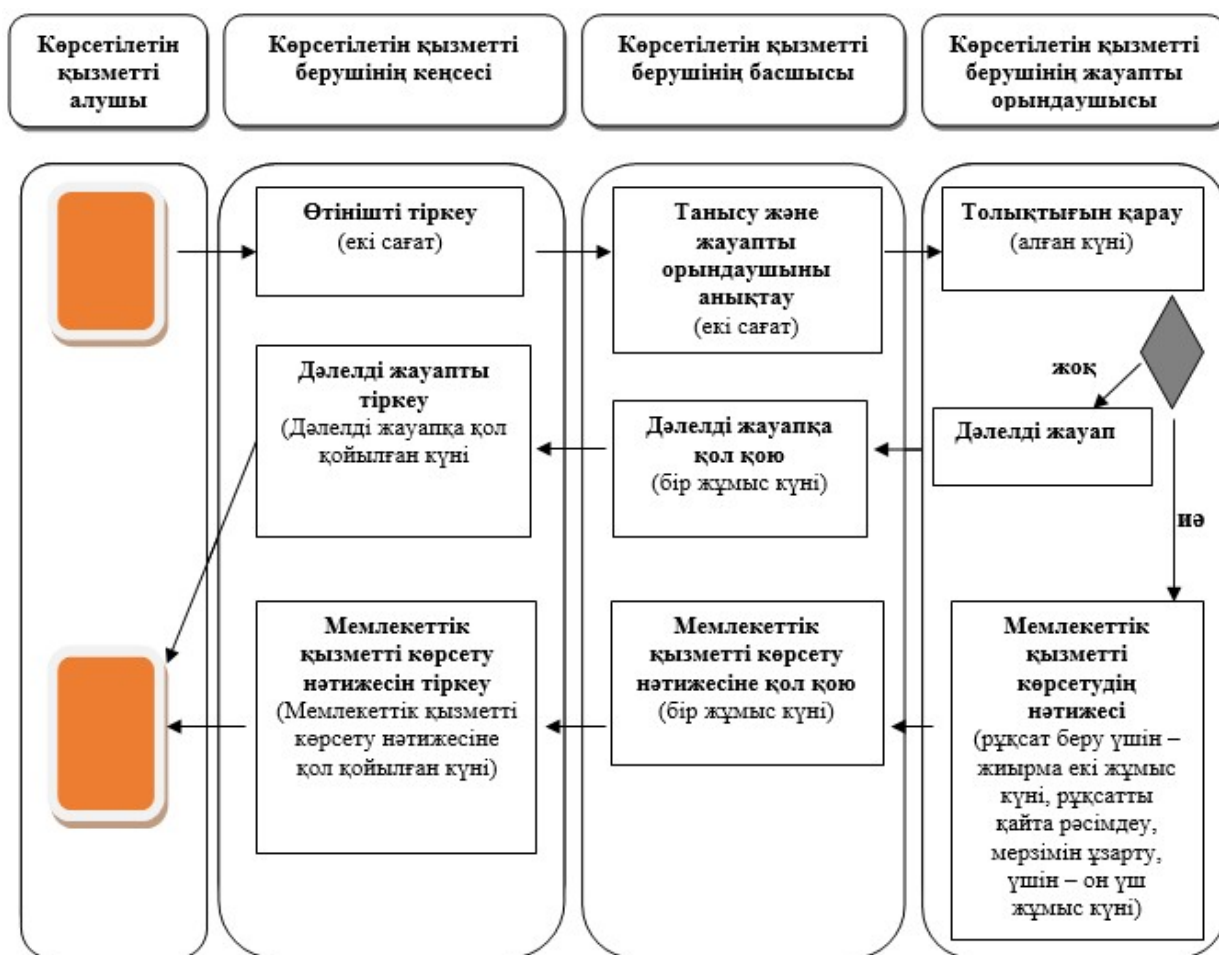 Көрсетілетін
қызметті
алушы
Көрсетілетін қызметті
берушінің кеңсесі
Көрсетілетін қызметті
берушінің басшысы
Көрсетілетін қызметті
берушінің жауапты
орындаушысы
Өтінішті тіркеу
(екі сағат)
Танысу және
жауапты
орындаушыны
анықтау
(екі сағат)
Толықтығын қарау
(алған күні)
жоқ
Дәлелді жауапты
тіркеу
(Дәлелді жауапқа қол
қойылған күні
Дәлелді жауапқа
қол қою
(бір жұмыс күні)
Дәлелді жауап
иә
Мемлекеттік
қызметті көрсету
нәтижесін тіркеу
(Мемлекеттік қызметті
көрсету нәтижесіне
қол қойылған күні)
Мемлекеттік
қызметті көрсету
нәтижесіне қол қою
(бір жұмыс күні)
Мемлекеттік
қызметті
көрсетудің
нәтижесі
(рұқсат беру үшін –
жиырма екі жұмыс
күні, рұқсатты
қайта рәсімдеу,
мерзімін ұзарту,
үшін – он үш
жұмыс күні)